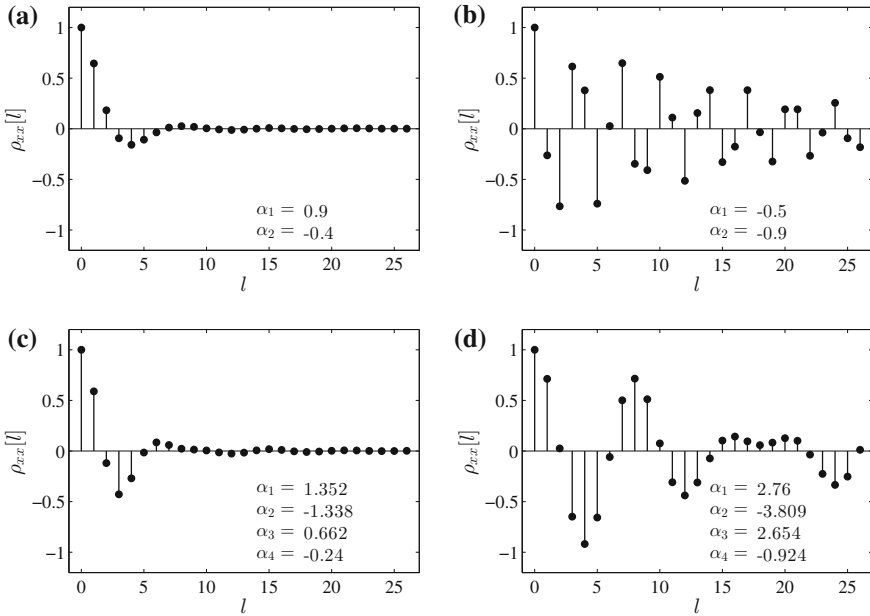 (a)
1
0.5
0
−0.5
−1
ρxx[l]
α1 = 0.9
α2 = -0.4
0 5 10 15 20 25
l
(b)
1
0.5
0
−0.5
−1
ρxx[l]
α1 = -0.5
α2 = -0.9
0 5 10 15 20 25
l
(c)
1
0.5
0
−0.5
−1
ρxx[l]
α1 = 1.352
α2 = -1.338
α3 = 0.662
α4 = -0.24
0 5 10 15 20 25
l
(d)
1
0.5
0
−0.5
−1
ρxx[l]
α1 = 2.76
α2 = -3.809
α3 = 2.654
α4 = -0.924
0 5 10 15 20 25
l